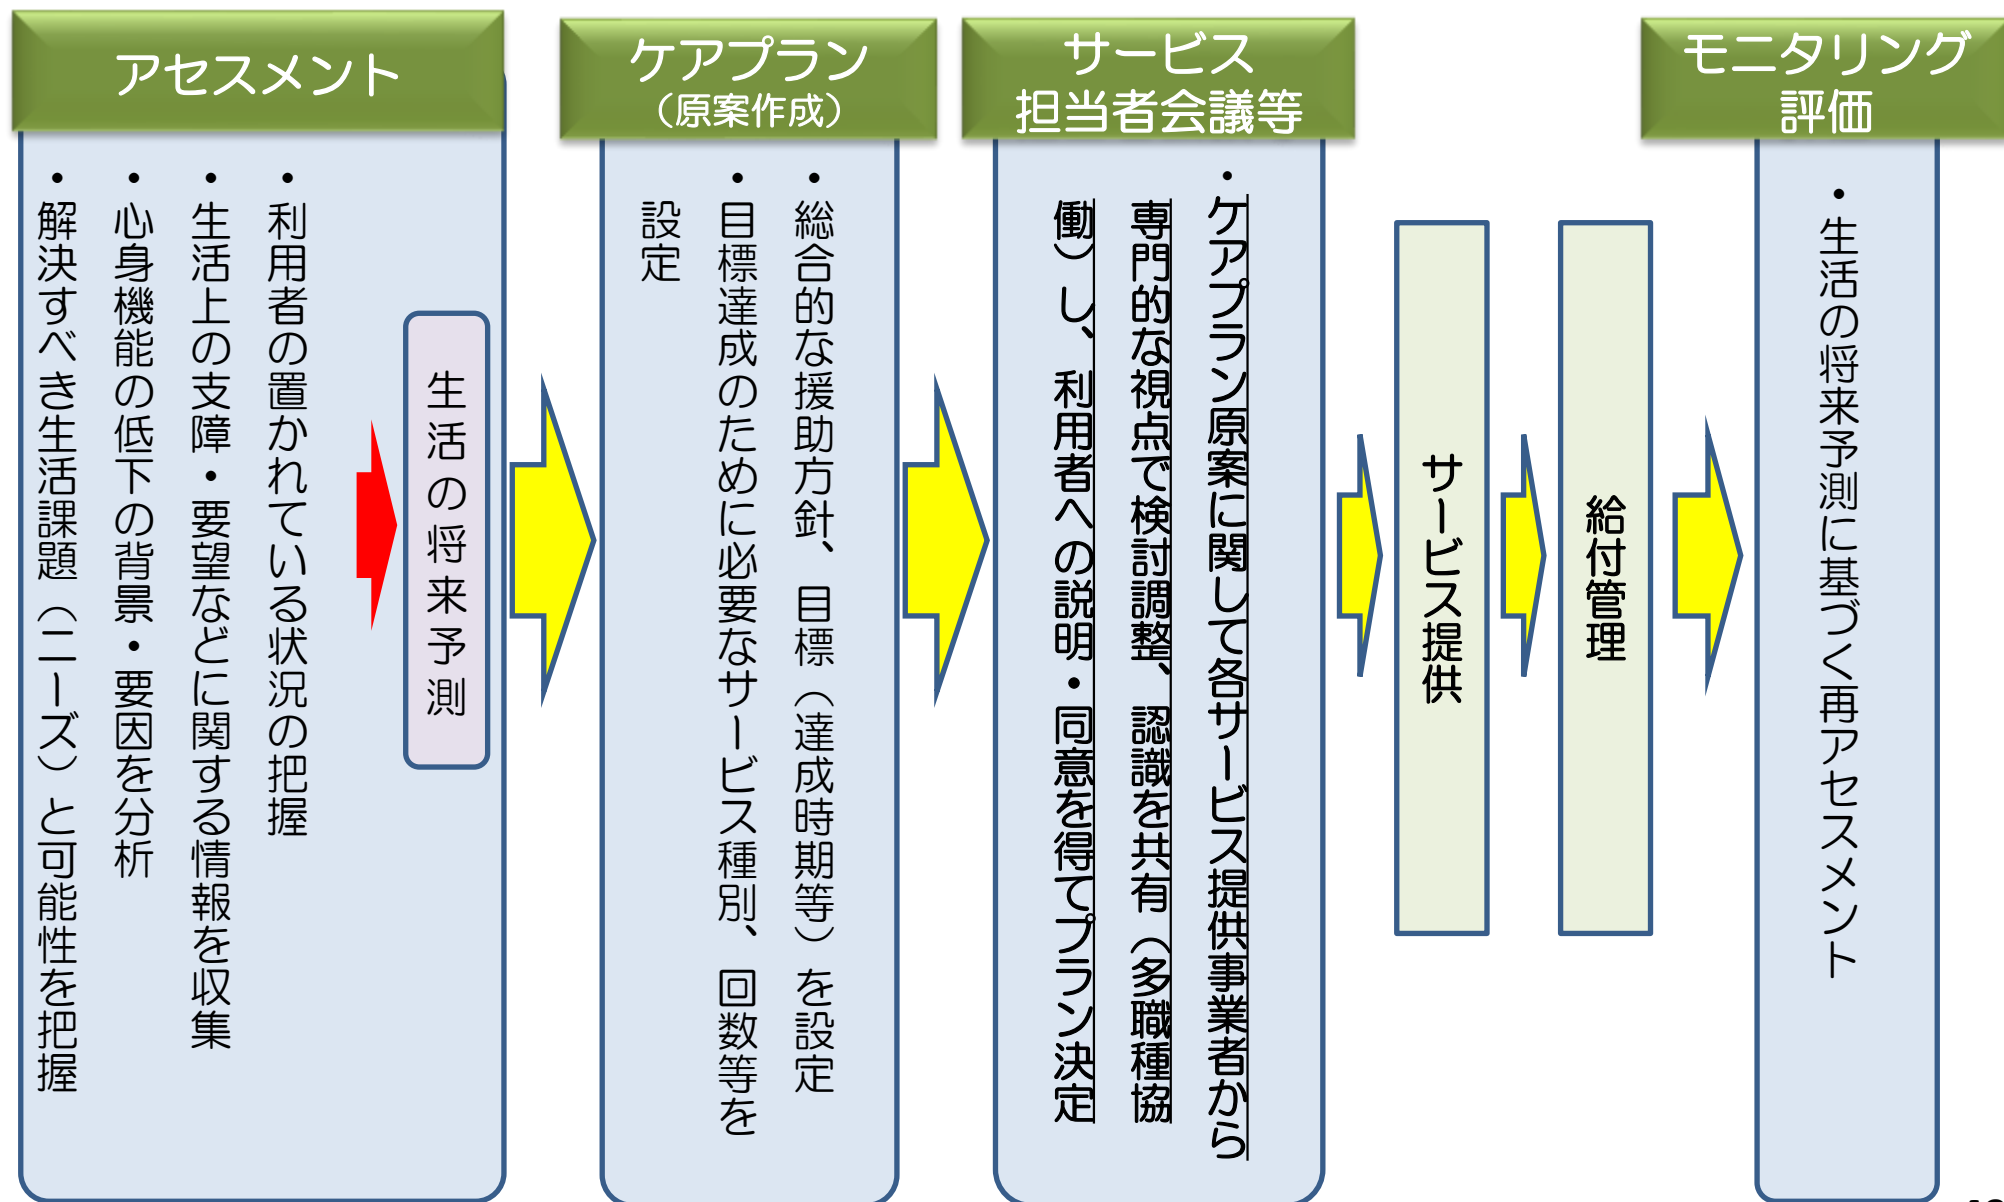 アセスメント
・利用者の置かれている状況の把握
・生活上の支障・要望などに関する情報を収集
・心身機能の低下の背景・要因を分析
・解決すべき生活課題（ニーズ）と可能性を把握
生活の将来予測
ケアプラン
（原案作成）
・総合的な援助方針、目標（達成時期等）を設定
・目標達成のために必要なサービス種別、回数等を
設定
サービス
担当者会議等
・ケアプラン原案に関して各サービス提供事業者から
専門的な視点で検討調整、認識を共有（多職種協
働）し、利用者への説明・同意を得てプラン決定
サービス提供
給付管理
モニタリング
評価
・生活の将来予測に基づく再アセスメント